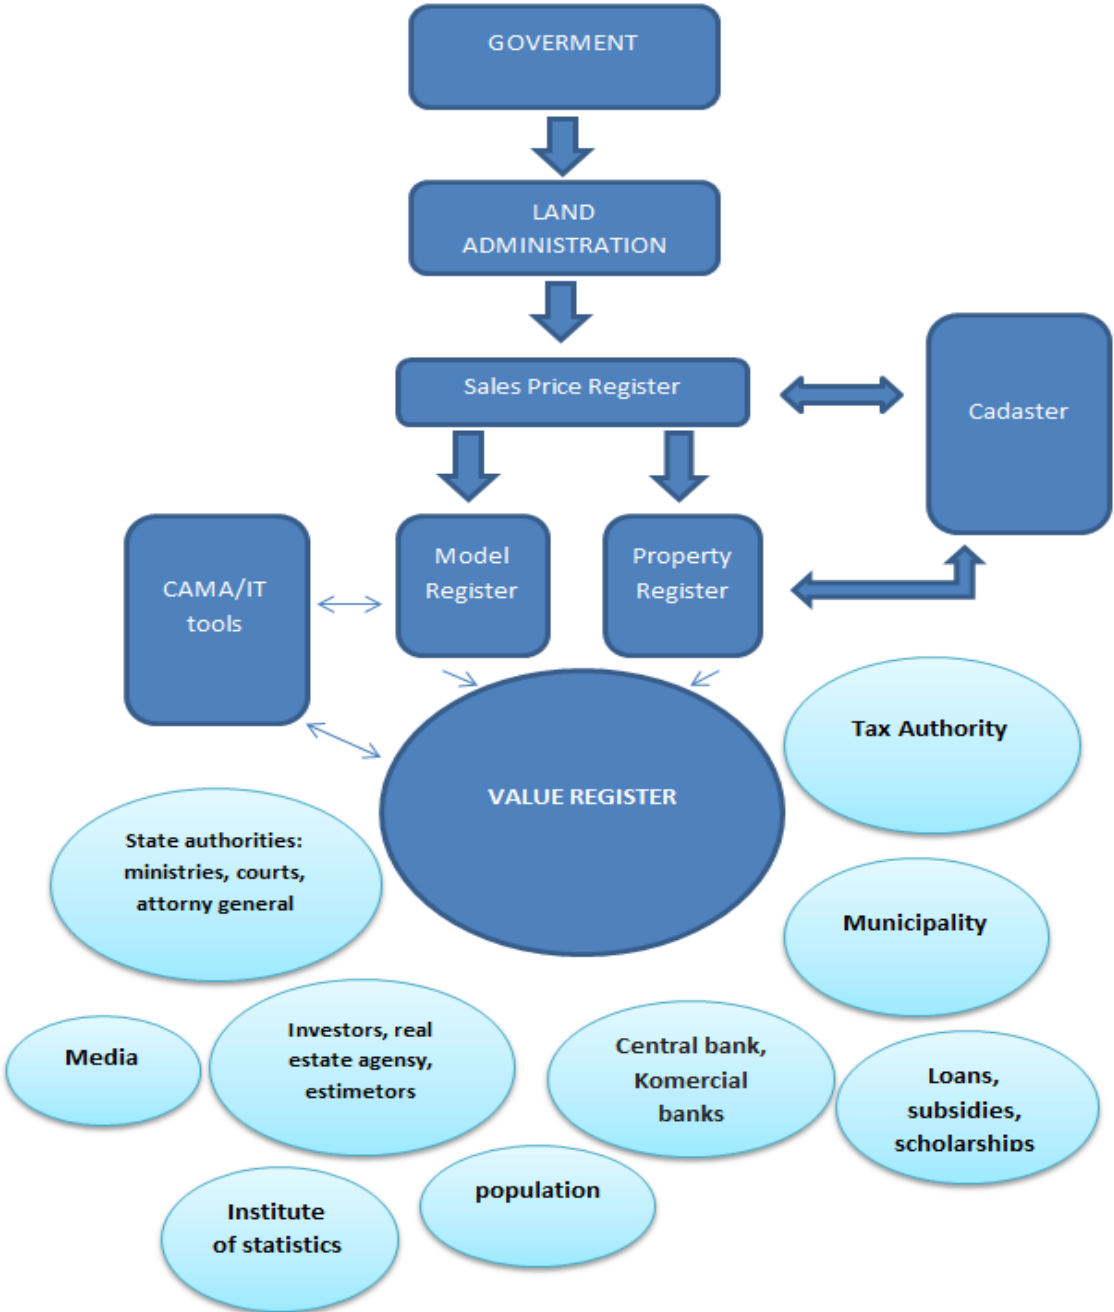 GOVERMENT
LAND
ADMINISTRATION
Sales Price Register
Cadaster
CAMA/IT
tools
Model
Register
Property
Register
VALUE REGISTER
Tax Authority
State authorities:
ministries, courts,
attorny general
Municipality
Media
Investors, real
estate agensy,
estimetors
Central bank,
Komercial
banks
Loans,
subsidies,
scholarships
Institute
of statistics
population